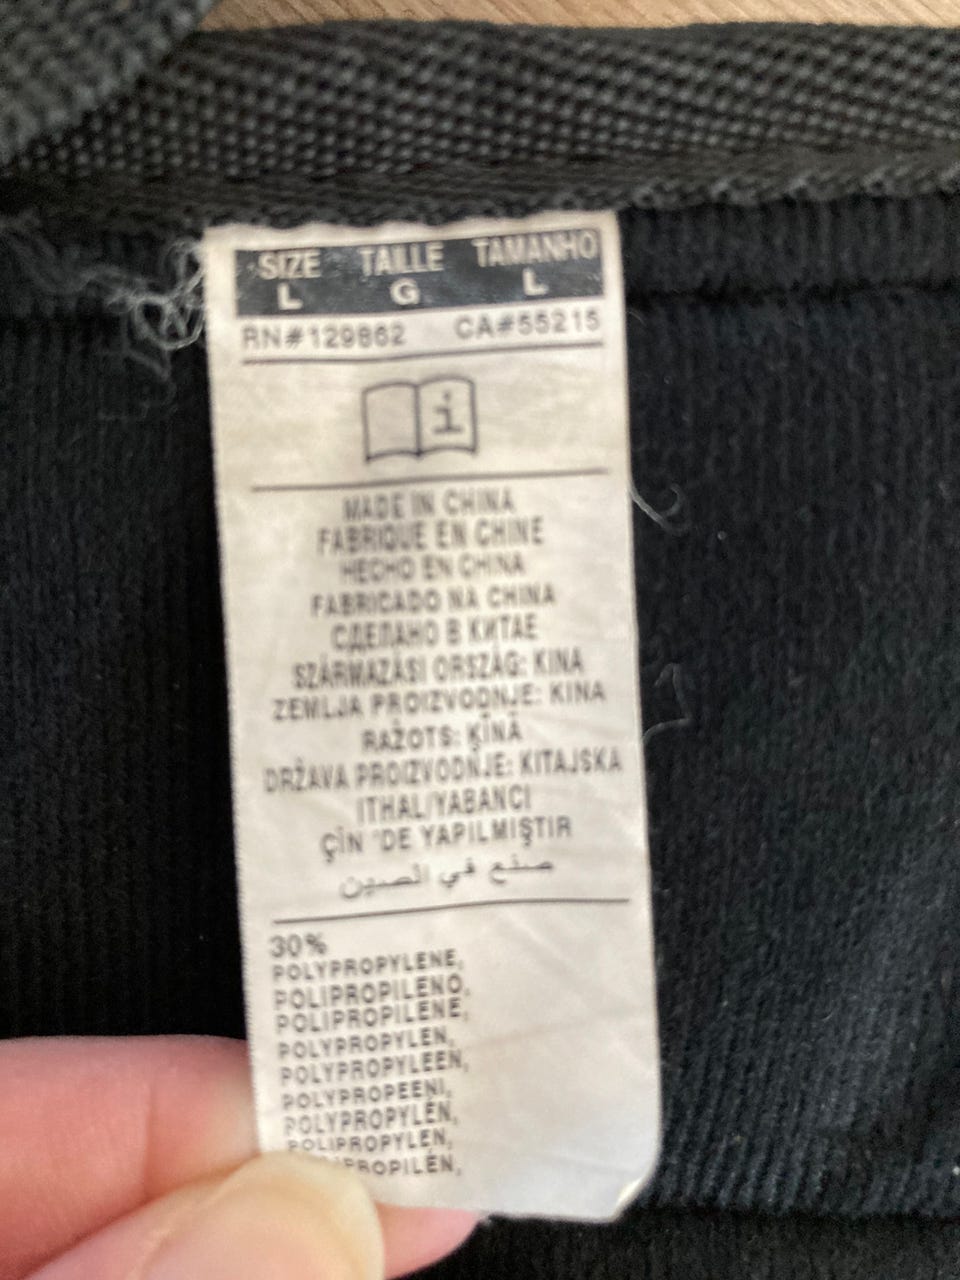 SIZE TAILLE TAMANHO
L G L
RN#129862 CA#55215
i
MADE IN CHINA
FABRIQUE EN CHINE
HECHO EN CHINA
FABRICADO NA CHINA
СДЕЛАНО В КИТАЕ
SZÁRMAZÁSI ORSZÁG: KINA
ZEMLJA PROIZVODNJE: KINA
RAŽOTS: ĶĪNĀ
DRŽAVA PROIZVODNJE: KITAJSKA
ITHAL/YABANCI
ÇİN 'DE YAPILMIŞTIR
صنع في الصين
30%
POLYPROPYLENE,
POLIPROPILENO,
POLIPROPILENE,
POLYPROPYLEN,
POLYPROPYLEEN,
POLYPROPEENI,
POLYPROPYLÉN,
POLIPROPYLEN,